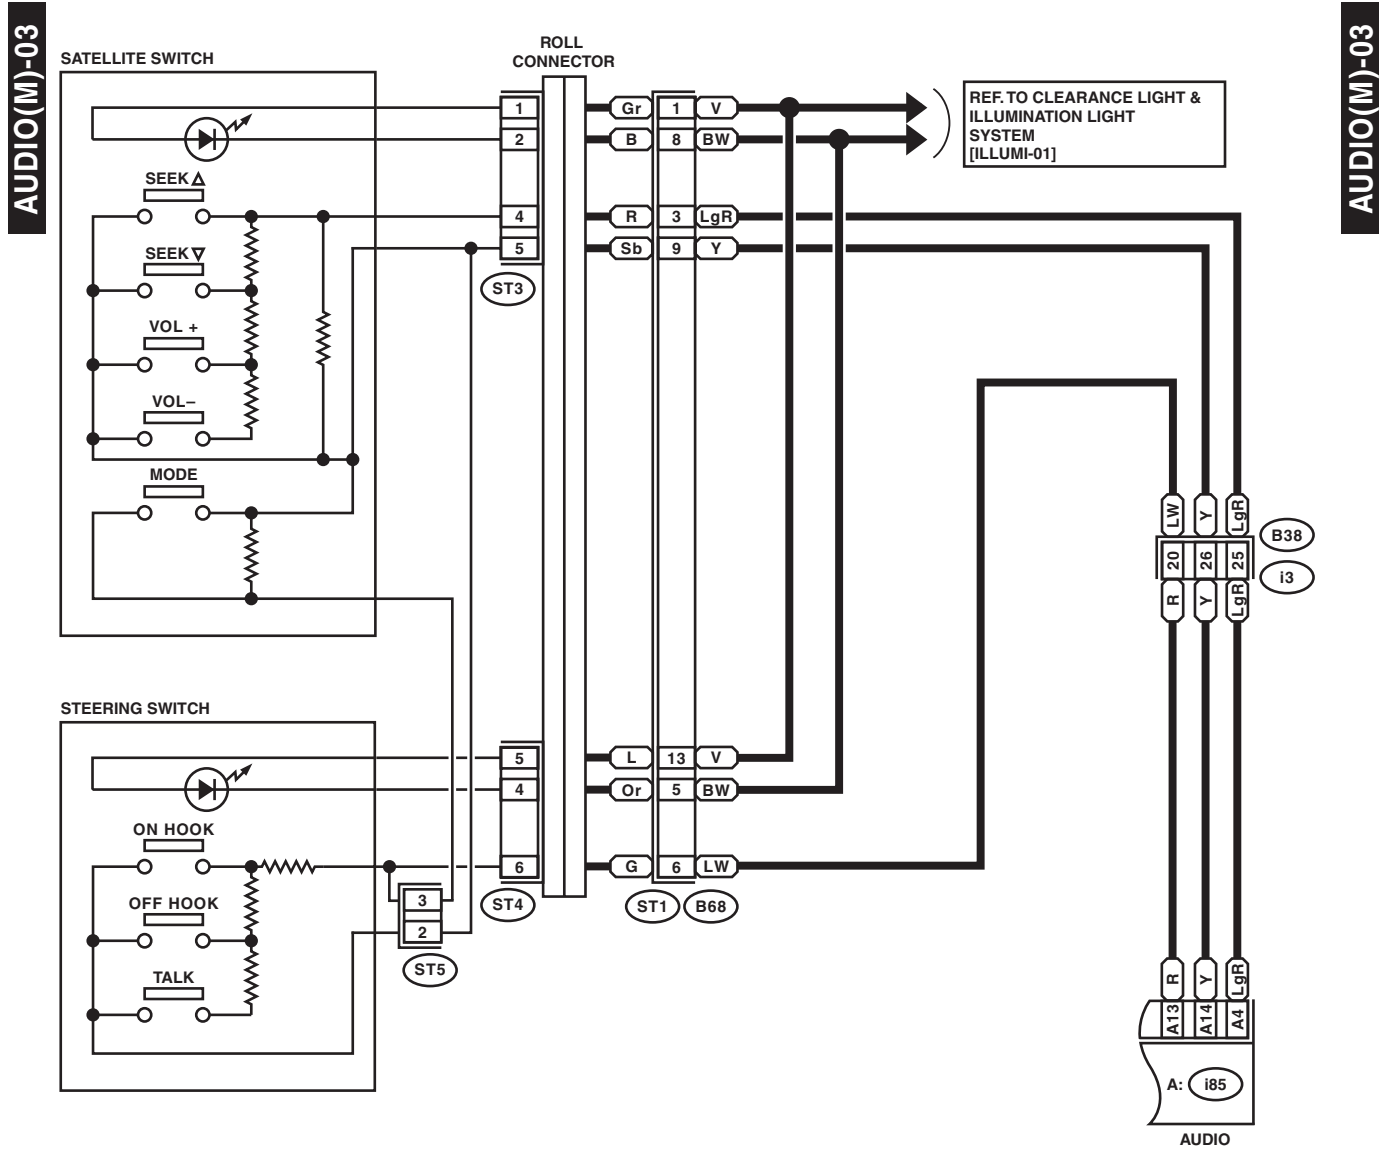 AUDIO(M)-03
AUDIO(M)-03
SATELLITE SWITCH
ROLL
CONNECTOR
1 Gr 1 V
2 B 8 BW
REF. TO CLEARANCE LIGHT &
ILLUMINATION LIGHT
SYSTEM
[ILLUMI-01]
SEEK △
4 R 3 LgR
SEEK ▽
5 Sb 9 Y
ST3
VOL +
VOL–
MODE
LW Y LgR
20 26 25
B38
i3
R Y LgR
STEERING SWITCH
5 L 13 V
4 Or 5 BW
ON HOOK
6 G 6 LW
OFF HOOK
3
2
ST4
ST1 B68
TALK
ST5
R Y LgR
A13 A14 A4
A: i85
AUDIO